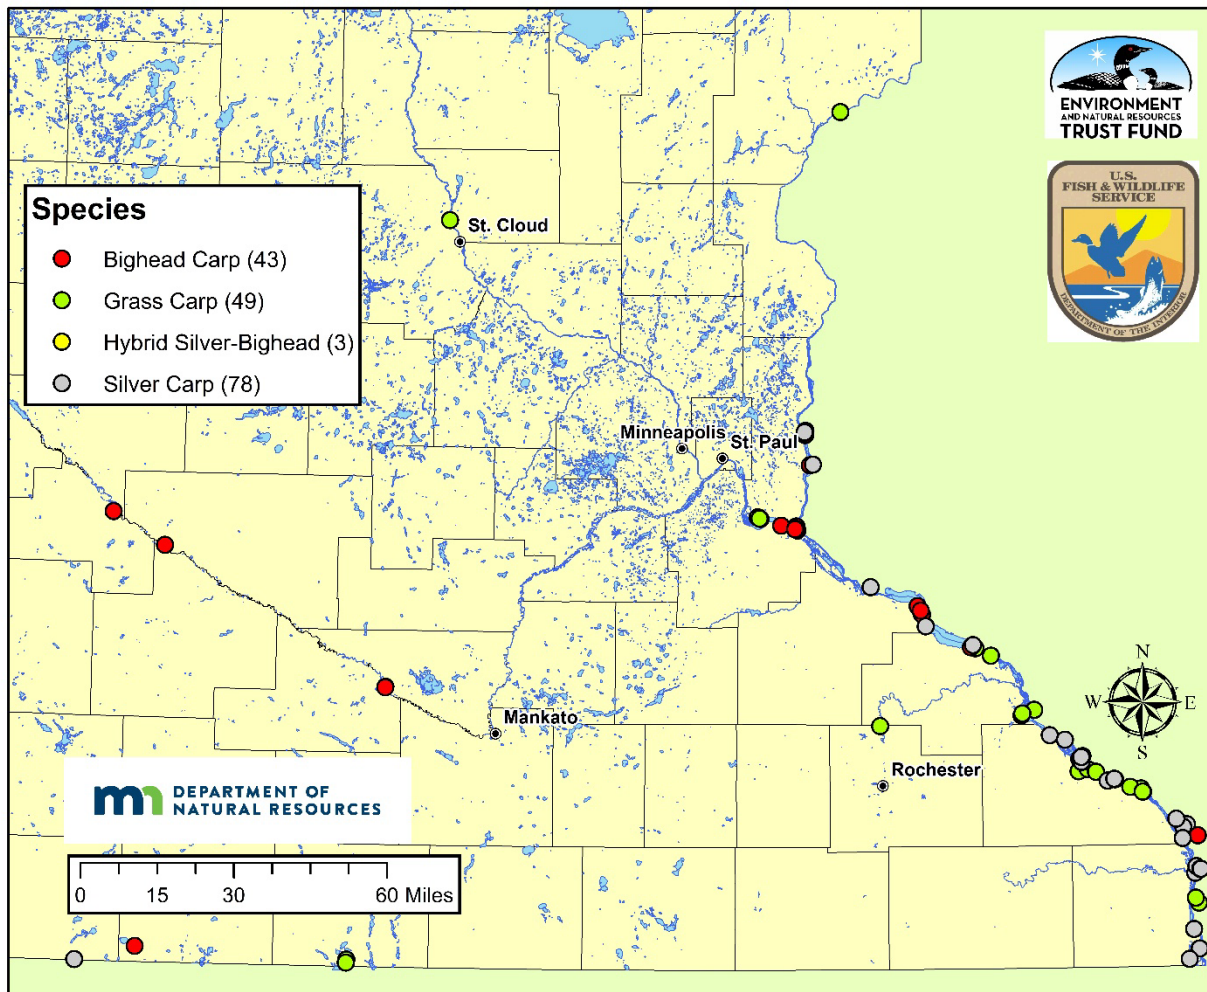 ENVIRONMENT
AND NATURAL RESOURCES
TRUST FUND
U.S.
FISH & WILDLIFE
SERVICE
DEPARTMENT OF THE INTERIOR
Species
Bighead Carp (43)
Grass Carp (49)
Hybrid Silver-Bighead (3)
Silver Carp (78)
St. Cloud
Minneapolis
St. Paul
N
W E
S
Mankato
Rochester
mn DEPARTMENT OF
NATURAL RESOURCES
0 15 30 60 Miles